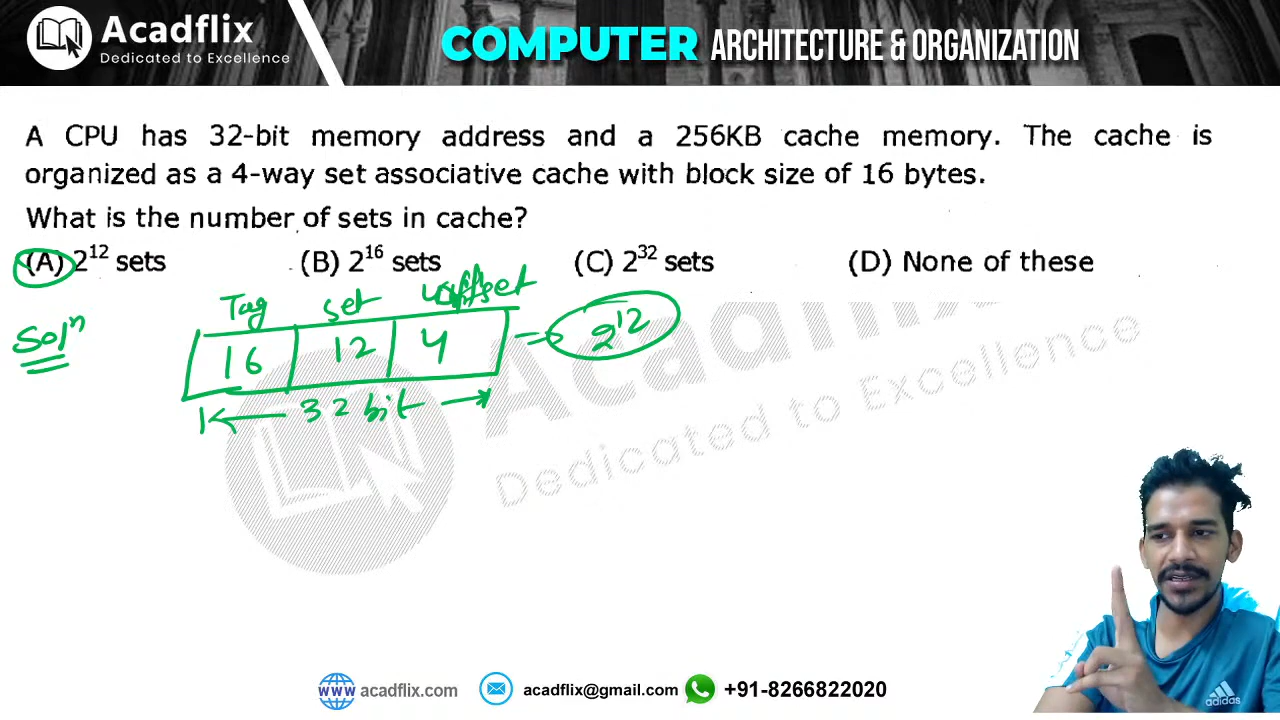 Acadflix
Dedicated to Excellence
COMPUTER ARCHITECTURE & ORGANIZATION
A CPU has 32-bit memory address and a 256KB cache memory. The cache is
organized as a 4-way set associative cache with block size of 16 bytes.
What is the number of sets in cache?
(A) 2¹² sets (B) 2¹⁶ sets (C) 2³² sets (D) None of these
Tag set offset
Solⁿ
16 12 4 => 2¹²
32 bit
Acadflix
Dedicated to Excellence
www acadflix.com acadflix@gmail.com +91-8266822020
adidas